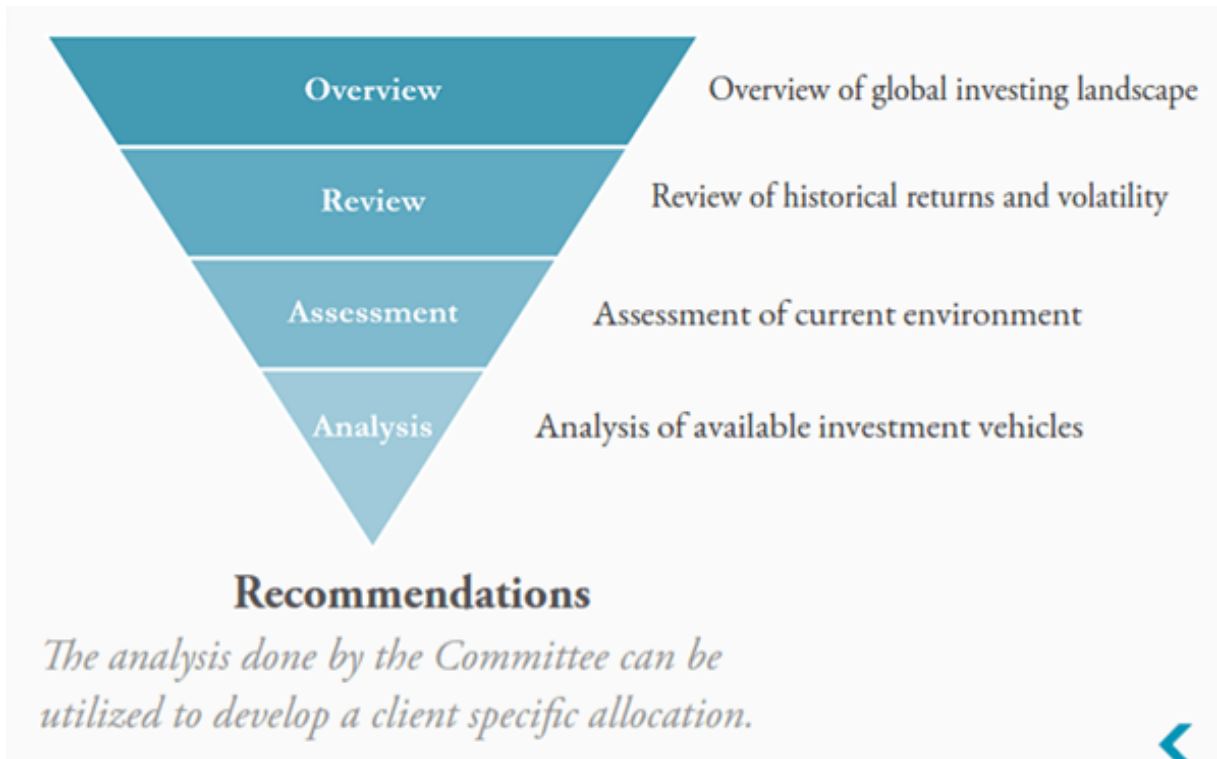 Overview
Overview of global investing landscape
Review
Review of historical returns and volatility
Assessment
Assessment of current environment
Analysis
Analysis of available investment vehicles
Recommendations
The analysis done by the Committee can be
utilized to develop a client specific allocation.